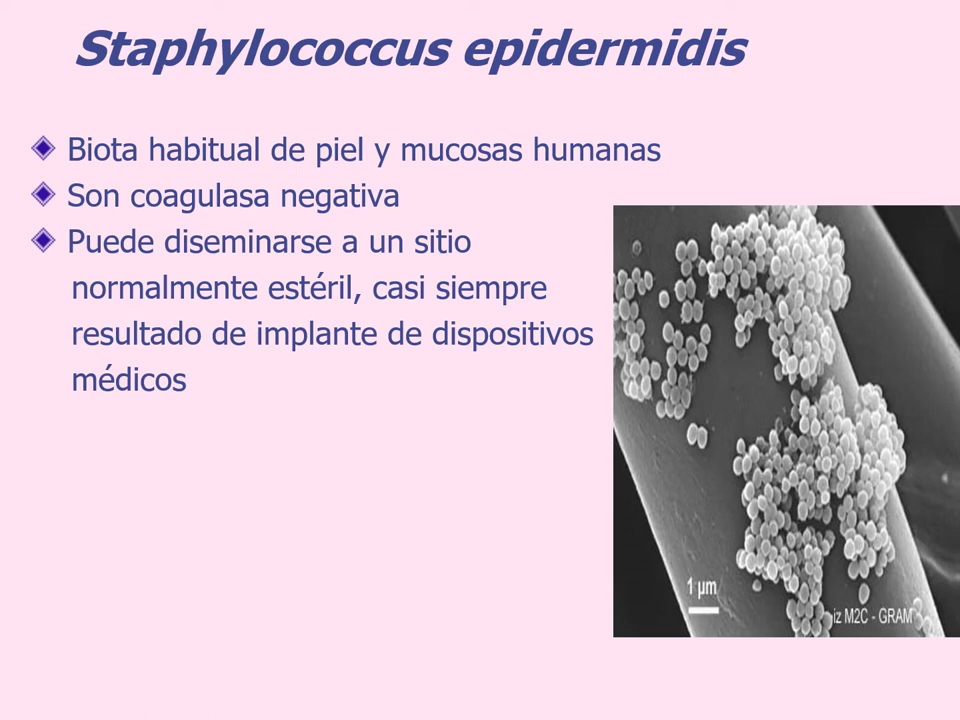 Staphylococcus epidermidis
Biota habitual de piel y mucosas humanas
Son coagulasa negativa
Puede diseminarse a un sitio
normalmente estéril, casi siempre
resultado de implante de dispositivos
médicos
1 µm
iz M2C - GRAM